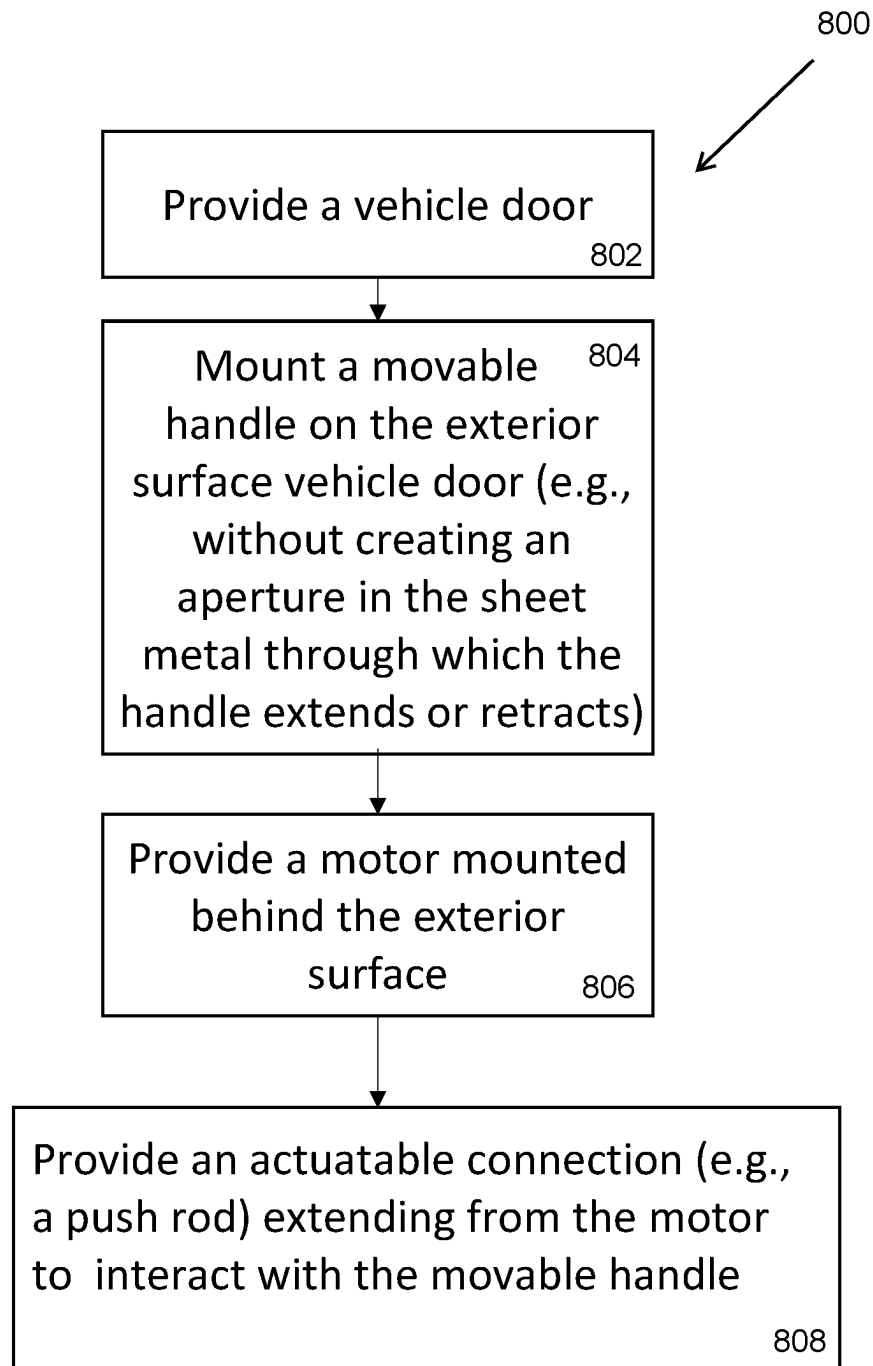 800
Provide a vehicle door
802
Mount a movable 804
handle on the exterior
surface vehicle door (e.g.,
without creating an
aperture in the sheet
metal through which the
handle extends or retracts)
Provide a motor mounted
behind the exterior
surface 806
Provide an actuatable connection (e.g.,
a push rod) extending from the motor
to interact with the movable handle
808